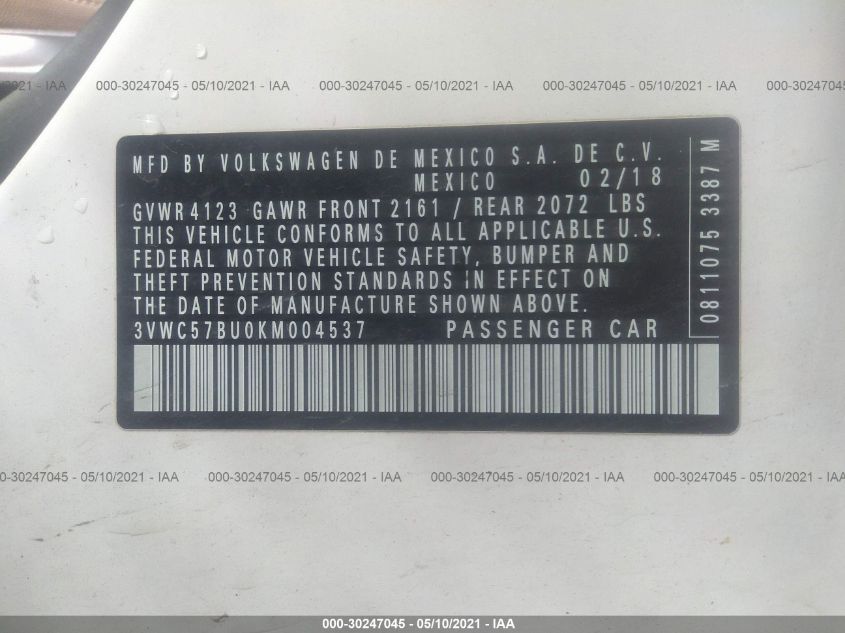 - IAA
000-30247045 - 05/10/2021 - IAA
000-30247045 - 05/10/2021 - IAA
000-30247045 - 05/10/2021 - IAA
000-3024
MFD BY VOLKSWAGEN DE MEXICO S.A. DE C.V.
MEXICO 02/18
GVWR 4123 GAWR FRONT 2161 / REAR 2072 LBS
THIS VEHICLE CONFORMS TO ALL APPLICABLE U.S.
FEDERAL MOTOR VEHICLE SAFETY, BUMPER AND
THEFT PREVENTION STANDARDS IN EFFECT ON
THE DATE OF MANUFACTURE SHOWN ABOVE.
3VWC57BU0KM004537 PASSENGER CAR
0811075 3387 M
-30247045 - 05/10/2021 - IAA
000-30247045 - 05/10/2021 - IAA
000-30247045 - 05/10/2021 - IAA
000-30247045 - 05/10/2021 - IAA
000-30247045 - 05/10/2021 - IAA